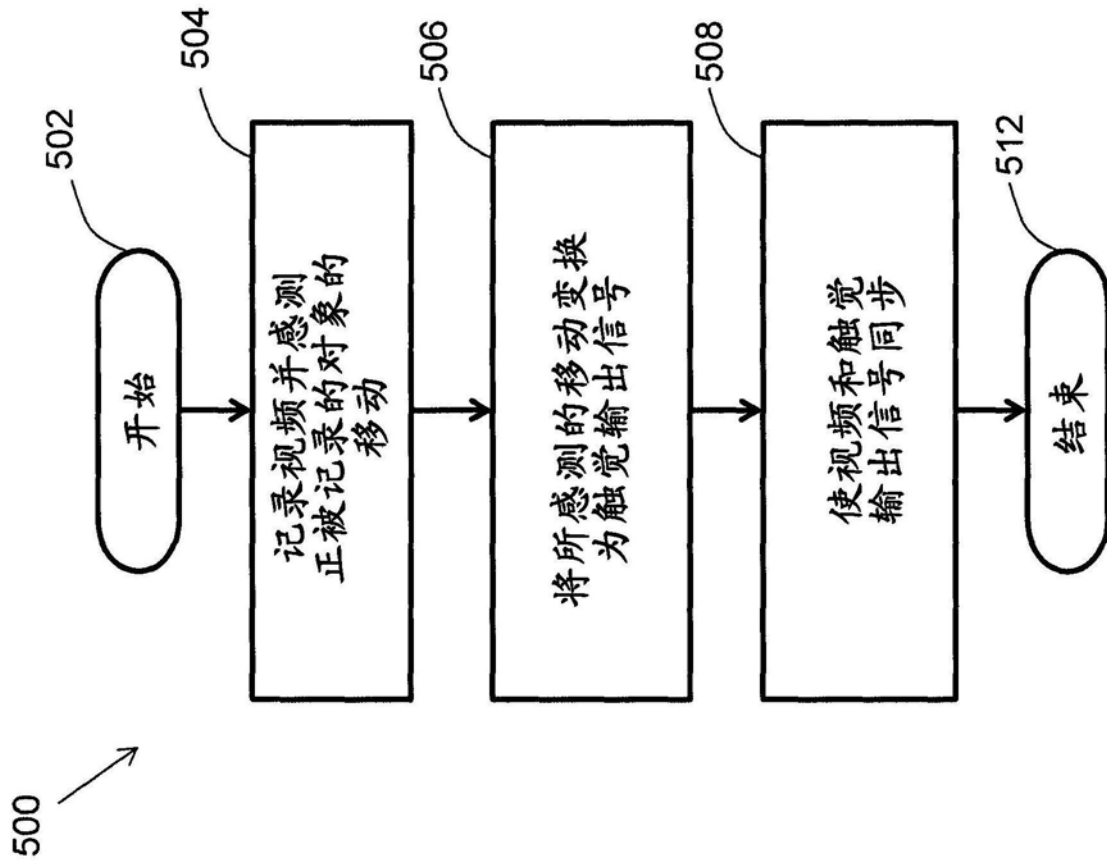 500
502
开始
504
记录视频并感测
正被记录的对象的
移动
506
将所感测的移动变换
为触觉输出信号
508
使视频和触觉
输出信号同步
512
结束